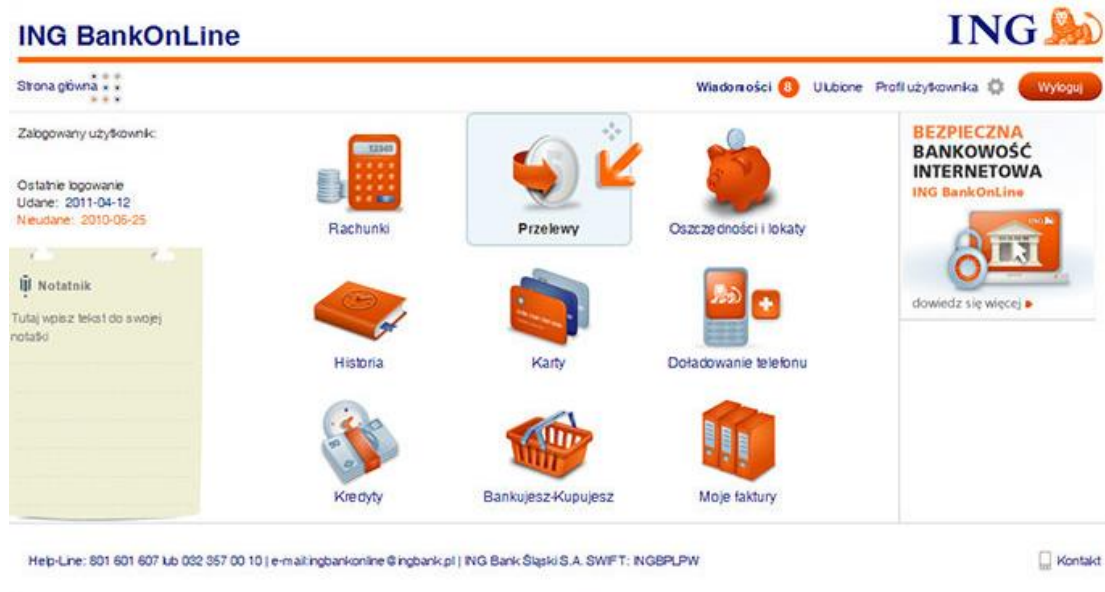 ING BankOnLine
ING
Strona główna
Wiadomości 8 Ulubione Profil użytkownika Wyloguj
Zalogowany użytkownik:
Ostatnie logowanie
Udane: 2011-04-12
Nieudane: 2010-06-25
Notatnik
Tutaj wpisz tekst do swojej
notatki
12345
Rachunki
Przelewy
Oszczędności i lokaty
Historia
Karty
Doładowanie telefonu
Kredyty
Bankujesz-Kupujesz
Moje faktury
BEZPIECZNA
BANKOWOŚĆ
INTERNETOWA
ING BankOnLine
ING
dowiedz się więcej
Help-Line: 801 601 607 lub 032 357 00 10 | e-mail:ingbankonline@ingbank.pl | ING Bank Śląski S.A. SWIFT: INGBPLPW
Kontakt